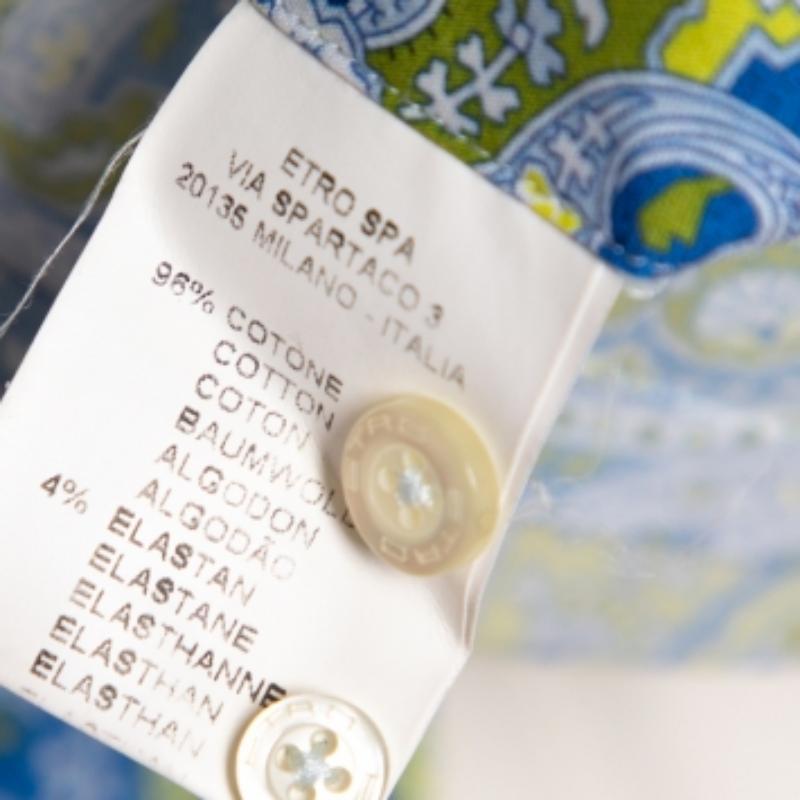 ETRO SPA
VIA SPARTACO 3
20135 MILANO - ITALIA
96% COTONE
COTTON
COTON
BAUMWOLL
ALGODON
ALGODÃO
4% ELASTAN
ELASTANE
ELASTHANNE
ELASTHAN
ELASTHAN